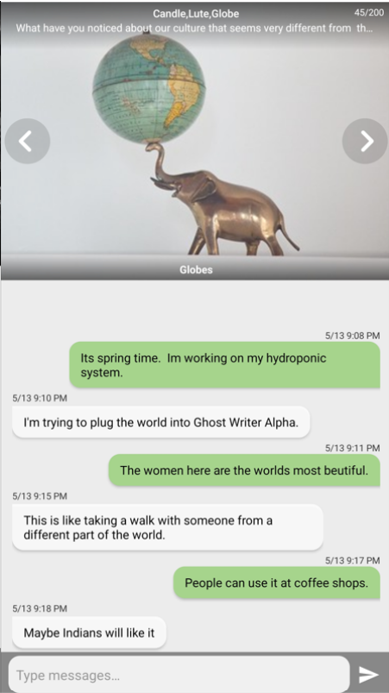 Candle,Lute,Globe
45/200
What have you noticed about our culture that seems very different from th...
Globes
5/13 9:08 PM
Its spring time. Im working on my hydroponic
system.
5/13 9:10 PM
I'm trying to plug the world into Ghost Writer Alpha.
5/13 9:11 PM
The women here are the worlds most beutiful.
5/13 9:15 PM
This is like taking a walk with someone from a
different part of the world.
5/13 9:17 PM
People can use it at coffee shops.
5/13 9:18 PM
Maybe Indians will like it
Type messages...